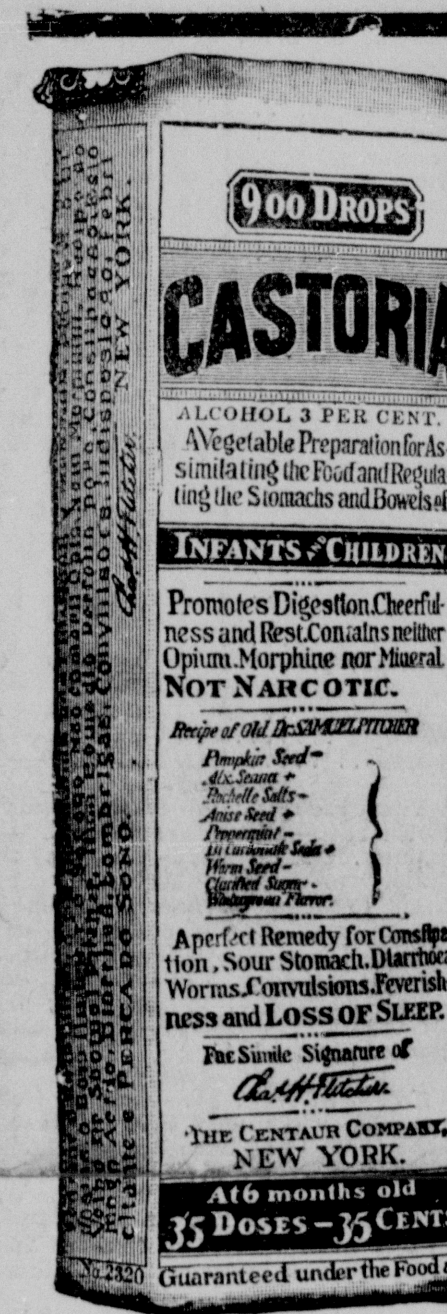 900 DROPS
CASTORIA
ALCOHOL 3 PER CENT.
AVegetable Preparation for As
similating the Food and Regula
ting the Stomachs and Bowels of
INFANTS AND CHILDREN
Promotes Digestion.Cheerful-
ness and Rest.Contains neither
Opium.Morphine nor Mineral.
NOT NARCOTIC.
Recipe of Old Dr.SAMUEL PITCHER
Pumpkin Seed -
Alx.Senna +
Rochelle Salts -
Anise Seed +
Peppermint -
Bi Carbonate Soda +
Worm Seed -
Clarified Sugar .
Wintergreen Flavor.
A perfect Remedy for Constipa
tion, Sour Stomach.Diarrhoea
Worms.Convulsions.Feverish
ness and LOSS OF SLEEP.
Fac Simile Signature of
Chas. H. Fletcher.
THE CENTAUR COMPANY,
NEW YORK.
At 6 months old
35 DOSES - 35 CENTS
Guaranteed under the Food a
Chas. H. Fletcher.
NEW YORK.
e PERCA DO SONO.
No. 2320